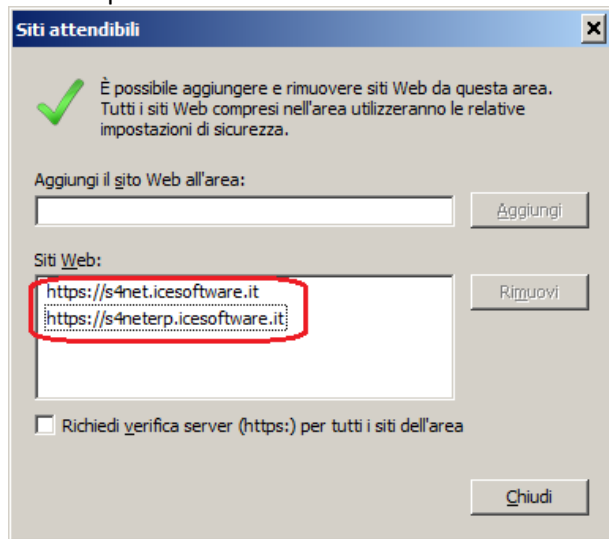 Siti attendibili
È possibile aggiungere e rimuovere siti Web da questa area.
Tutti i siti Web compresi nell'area utilizzeranno le relative
impostazioni di sicurezza.
Aggiungi il sito Web all'area:
Aggiungi
Siti Web:
https://s4net.icesoftware.it
https://s4neterp.icesoftware.it
Rimuovi
Richiedi verifica server (https:) per tutti i siti dell'area
Chiudi